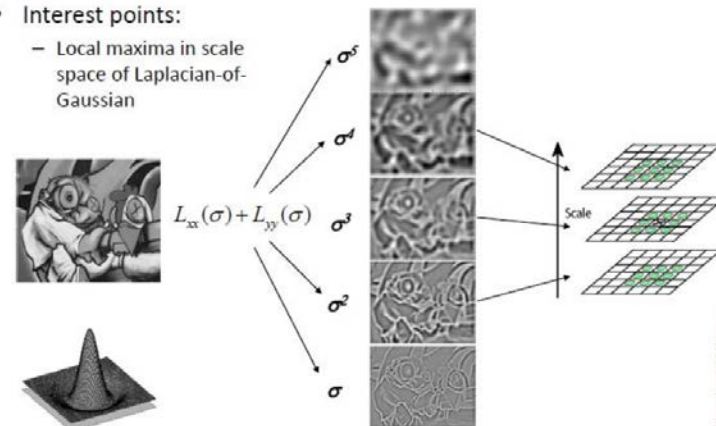 • Interest points:
– Local maxima in scale
space of Laplacian-of-
Gaussian
σ⁵
σ⁴
L_xx(σ) + L_yy(σ)
σ³
Scale
σ²
σ